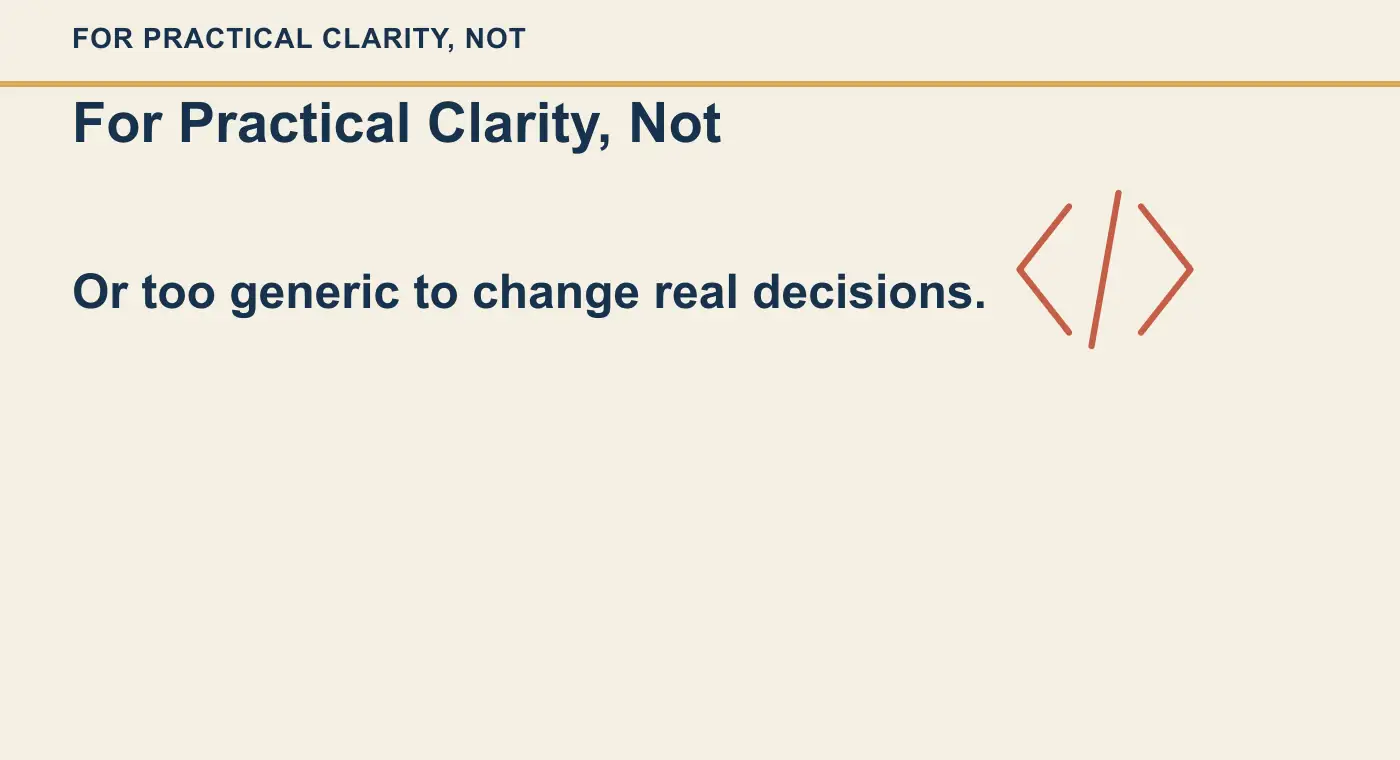 FOR PRACTICAL CLARITY, NOT
For Practical Clarity, Not
Or too generic to change real decisions.